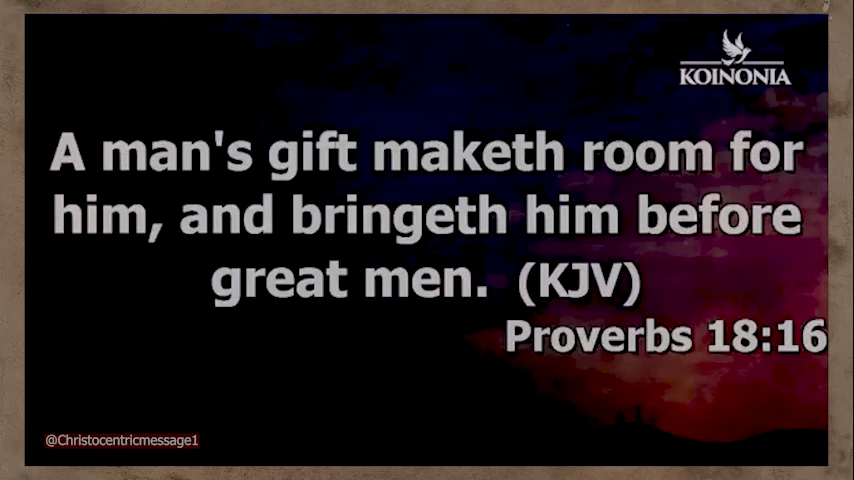 KOINONIA
A man's gift maketh room for
him, and bringeth him before
great men. (KJV)
Proverbs 18:16
@Christocentricmessage1